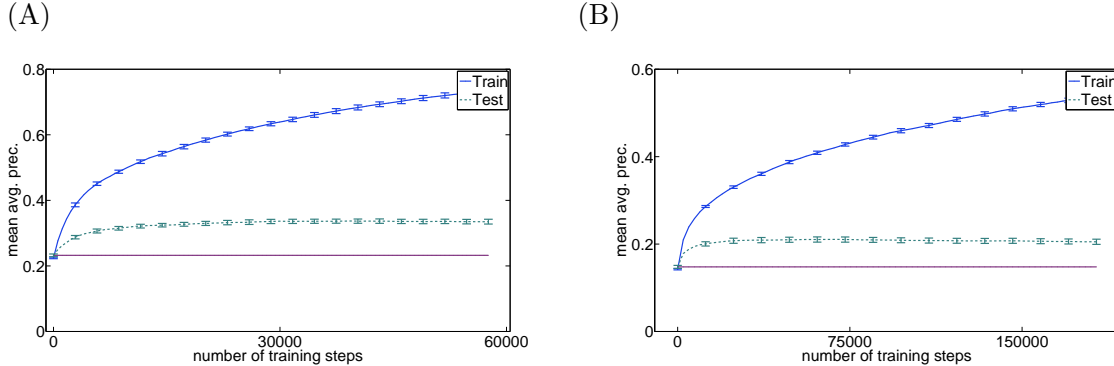 (A)
0.8
0.6
0.4
0.2
0
0
30000
60000
mean avg. prec.
number of training steps
Train
Test
(B)
0.6
0.4
0.2
0
0
75000
150000
mean avg. prec.
number of training steps
Train
Test